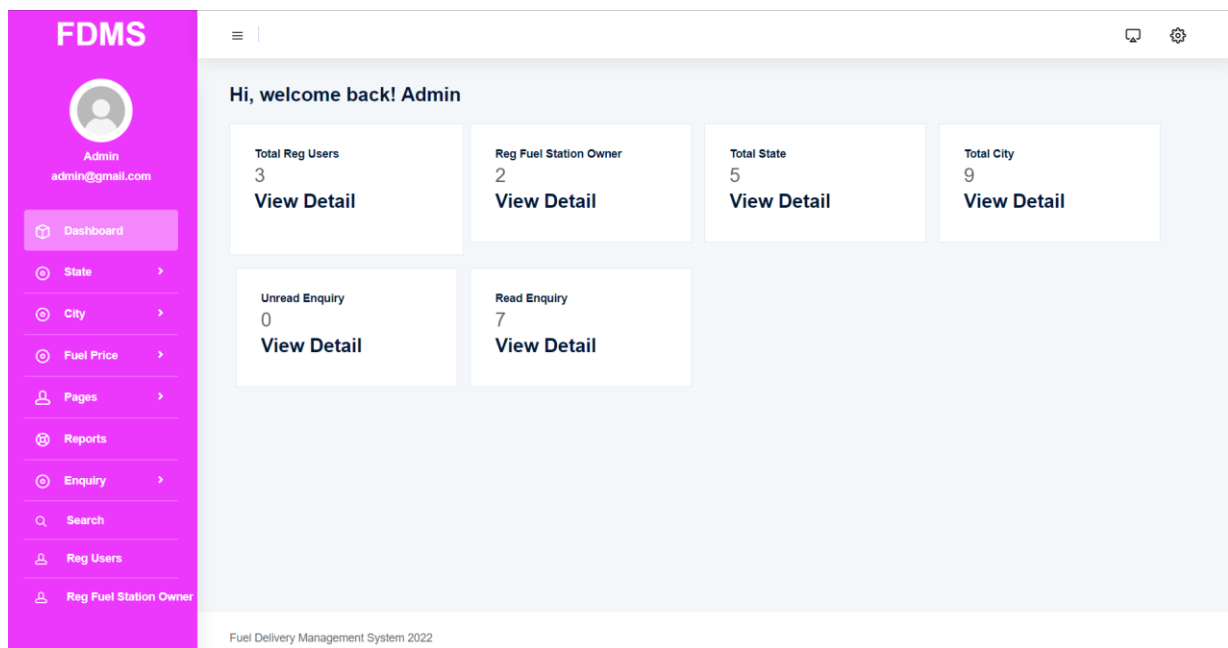 FDMS
Admin
admin@gmail.com
Dashboard
State
City
Fuel Price
Pages
Reports
Enquiry
Search
Reg Users
Reg Fuel Station Owner
Hi, welcome back! Admin
Total Reg Users
3
View Detail
Reg Fuel Station Owner
2
View Detail
Total State
5
View Detail
Total City
9
View Detail
Unread Enquiry
0
View Detail
Read Enquiry
7
View Detail
Fuel Delivery Management System 2022